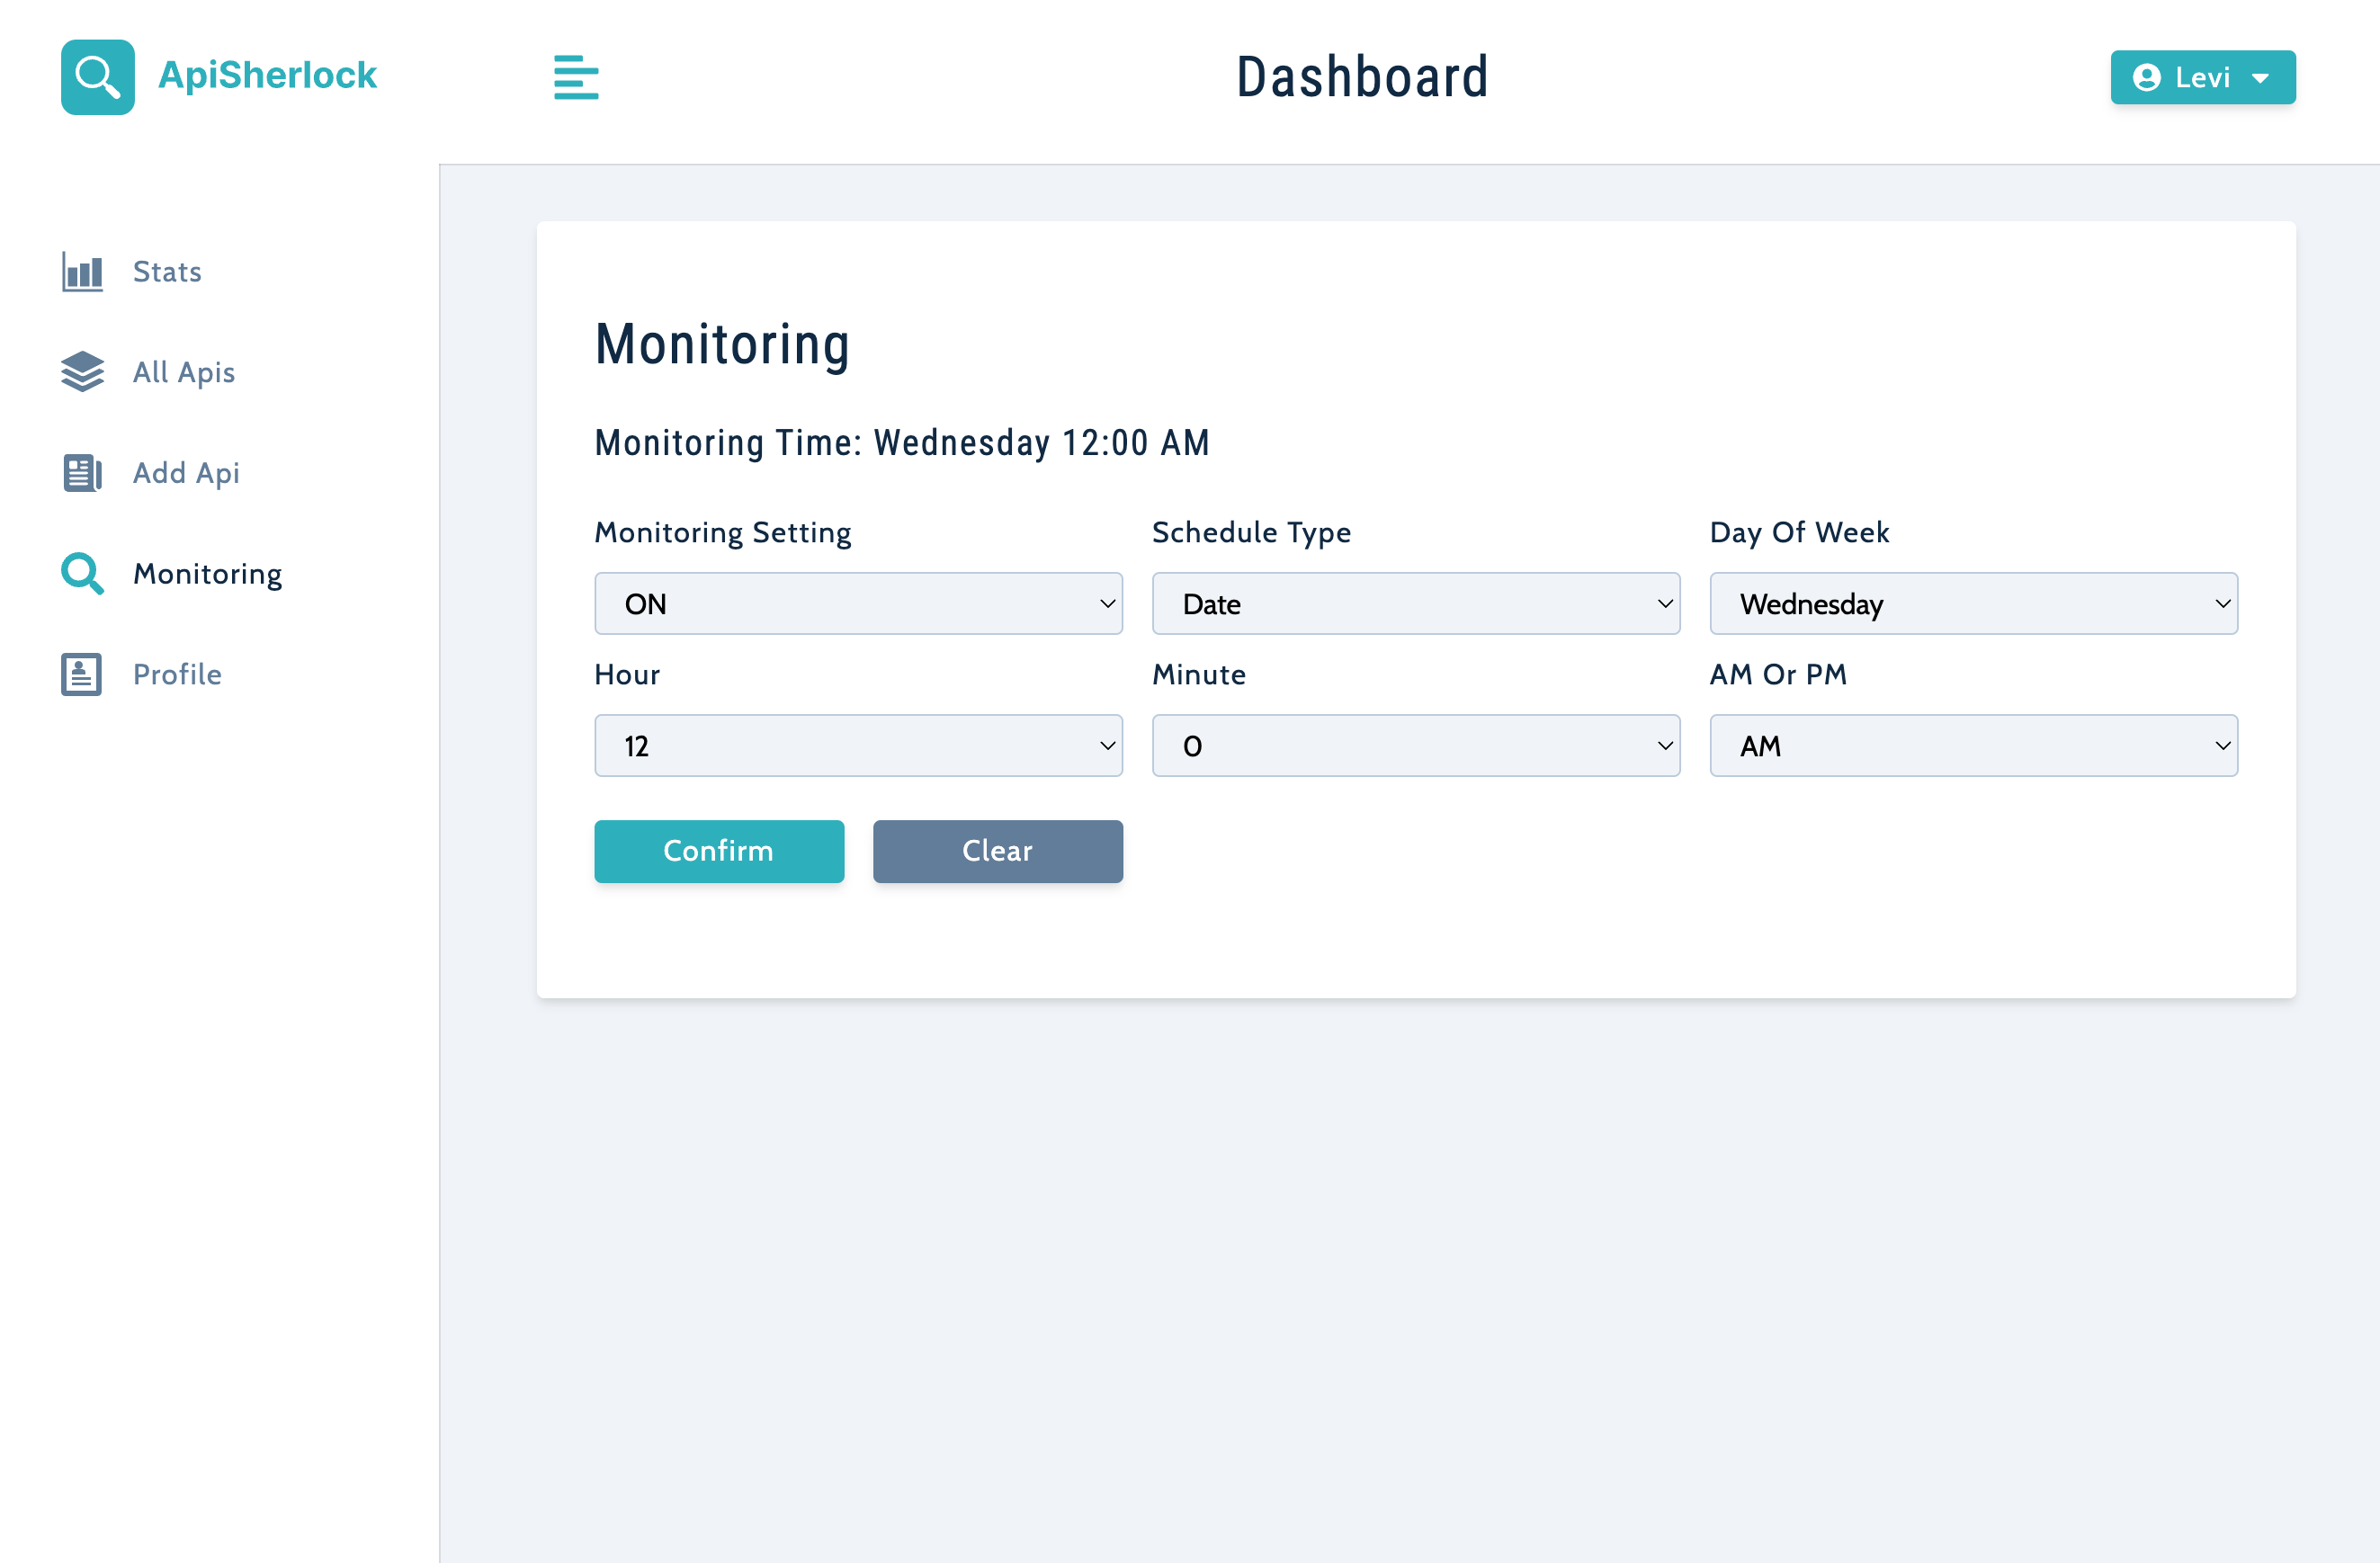 ApiSherlock
Dashboard
Levi
Stats
All Apis
Add Api
Monitoring
Profile
Monitoring
Monitoring Time: Wednesday 12:00 AM
Monitoring Setting
Schedule Type
Day Of Week
ON
Date
Wednesday
Hour
Minute
AM Or PM
12
0
AM
Confirm
Clear